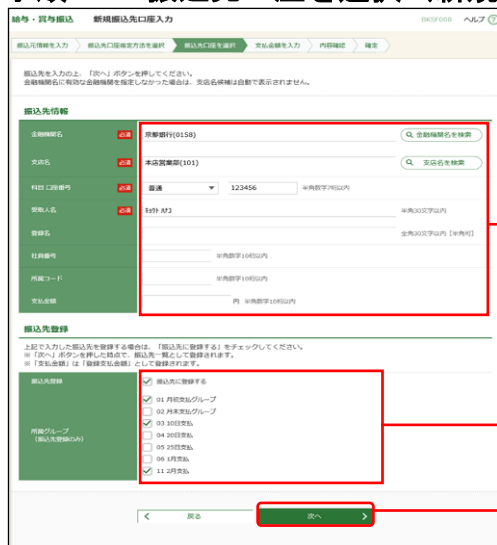 給与・賞与振込 新規振込先口座入力 BKSF008 ヘルプ ?
振込元情報を入力 振込先口座指定方法を選択 振込先口座を選択 支払金額を入力 内容確認 確定
振込先を入力の上、「次へ」ボタンを押してください。
金融機関名に有効な金融機関を指定しなかった場合は、支店名候補は自動で表示されません。
振込先情報
金融機関名 必須 京都銀行(0158) 金融機関名を検索
支店名 必須 本店営業部(101) 支店名を検索
科目 口座番号 必須 普通 123456 半角数字7桁以内
受取人名 必須 ｷｮｳﾄ ﾊﾅｺ 半角30文字以内
登録名 全角30文字以内【半角可】
社員番号 半角数字10桁以内
所属コード 半角数字10桁以内
支払金額 円 半角数字10桁以内
振込先登録
上記で入力した振込先を登録する場合は、「振込先に登録する」をチェックしてください。
※「次へ」ボタンを押した時点で、振込先一覧として登録されます。
※「支払金額」は「登録支払金額」として登録されます。
振込先登録 振込先に登録する
所属グループ
(振込先登録のみ)
01 月初支払グループ
02 月末支払グループ
03 10日支払
04 20日支払
05 25日支払
06 1月支払
11 2月支払
戻る 次へ